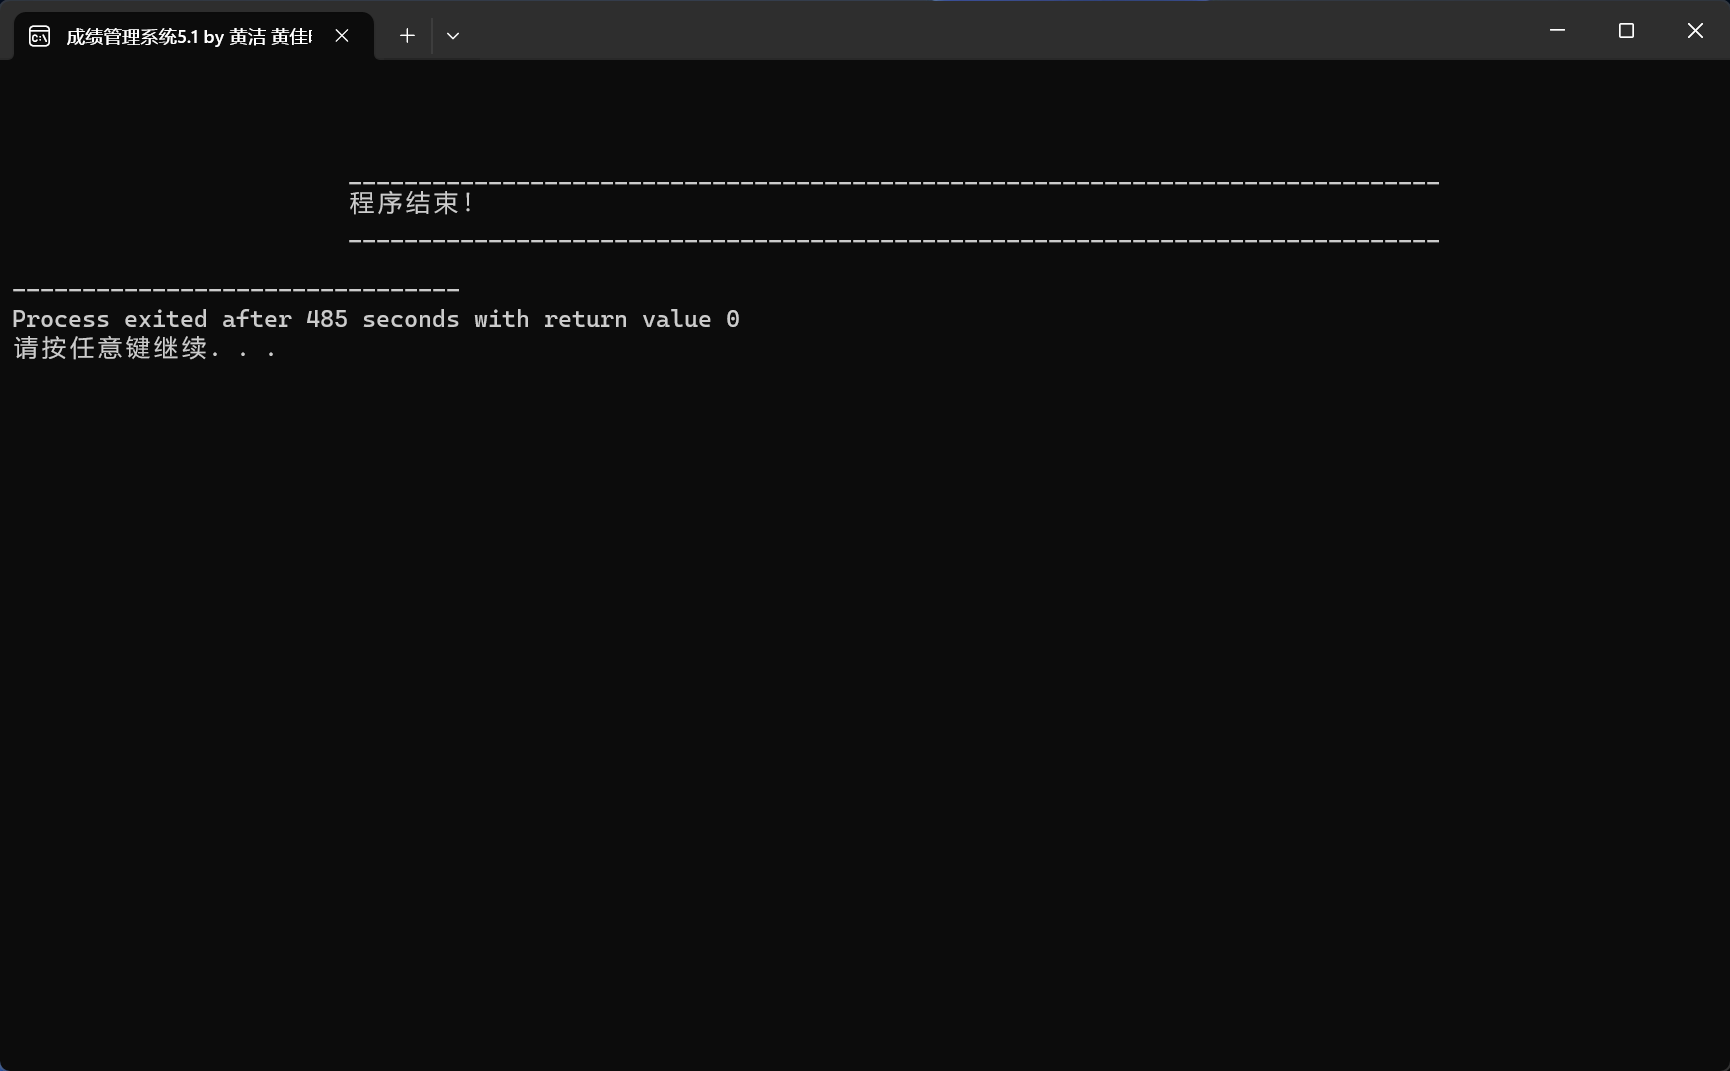 成绩管理系统5.1 by 黄洁 黄佳
--------------------------------------------------------------------------------
程序结束!
--------------------------------------------------------------------------------
--------------------------------
Process exited after 485 seconds with return value 0
请按任意键继续. . .